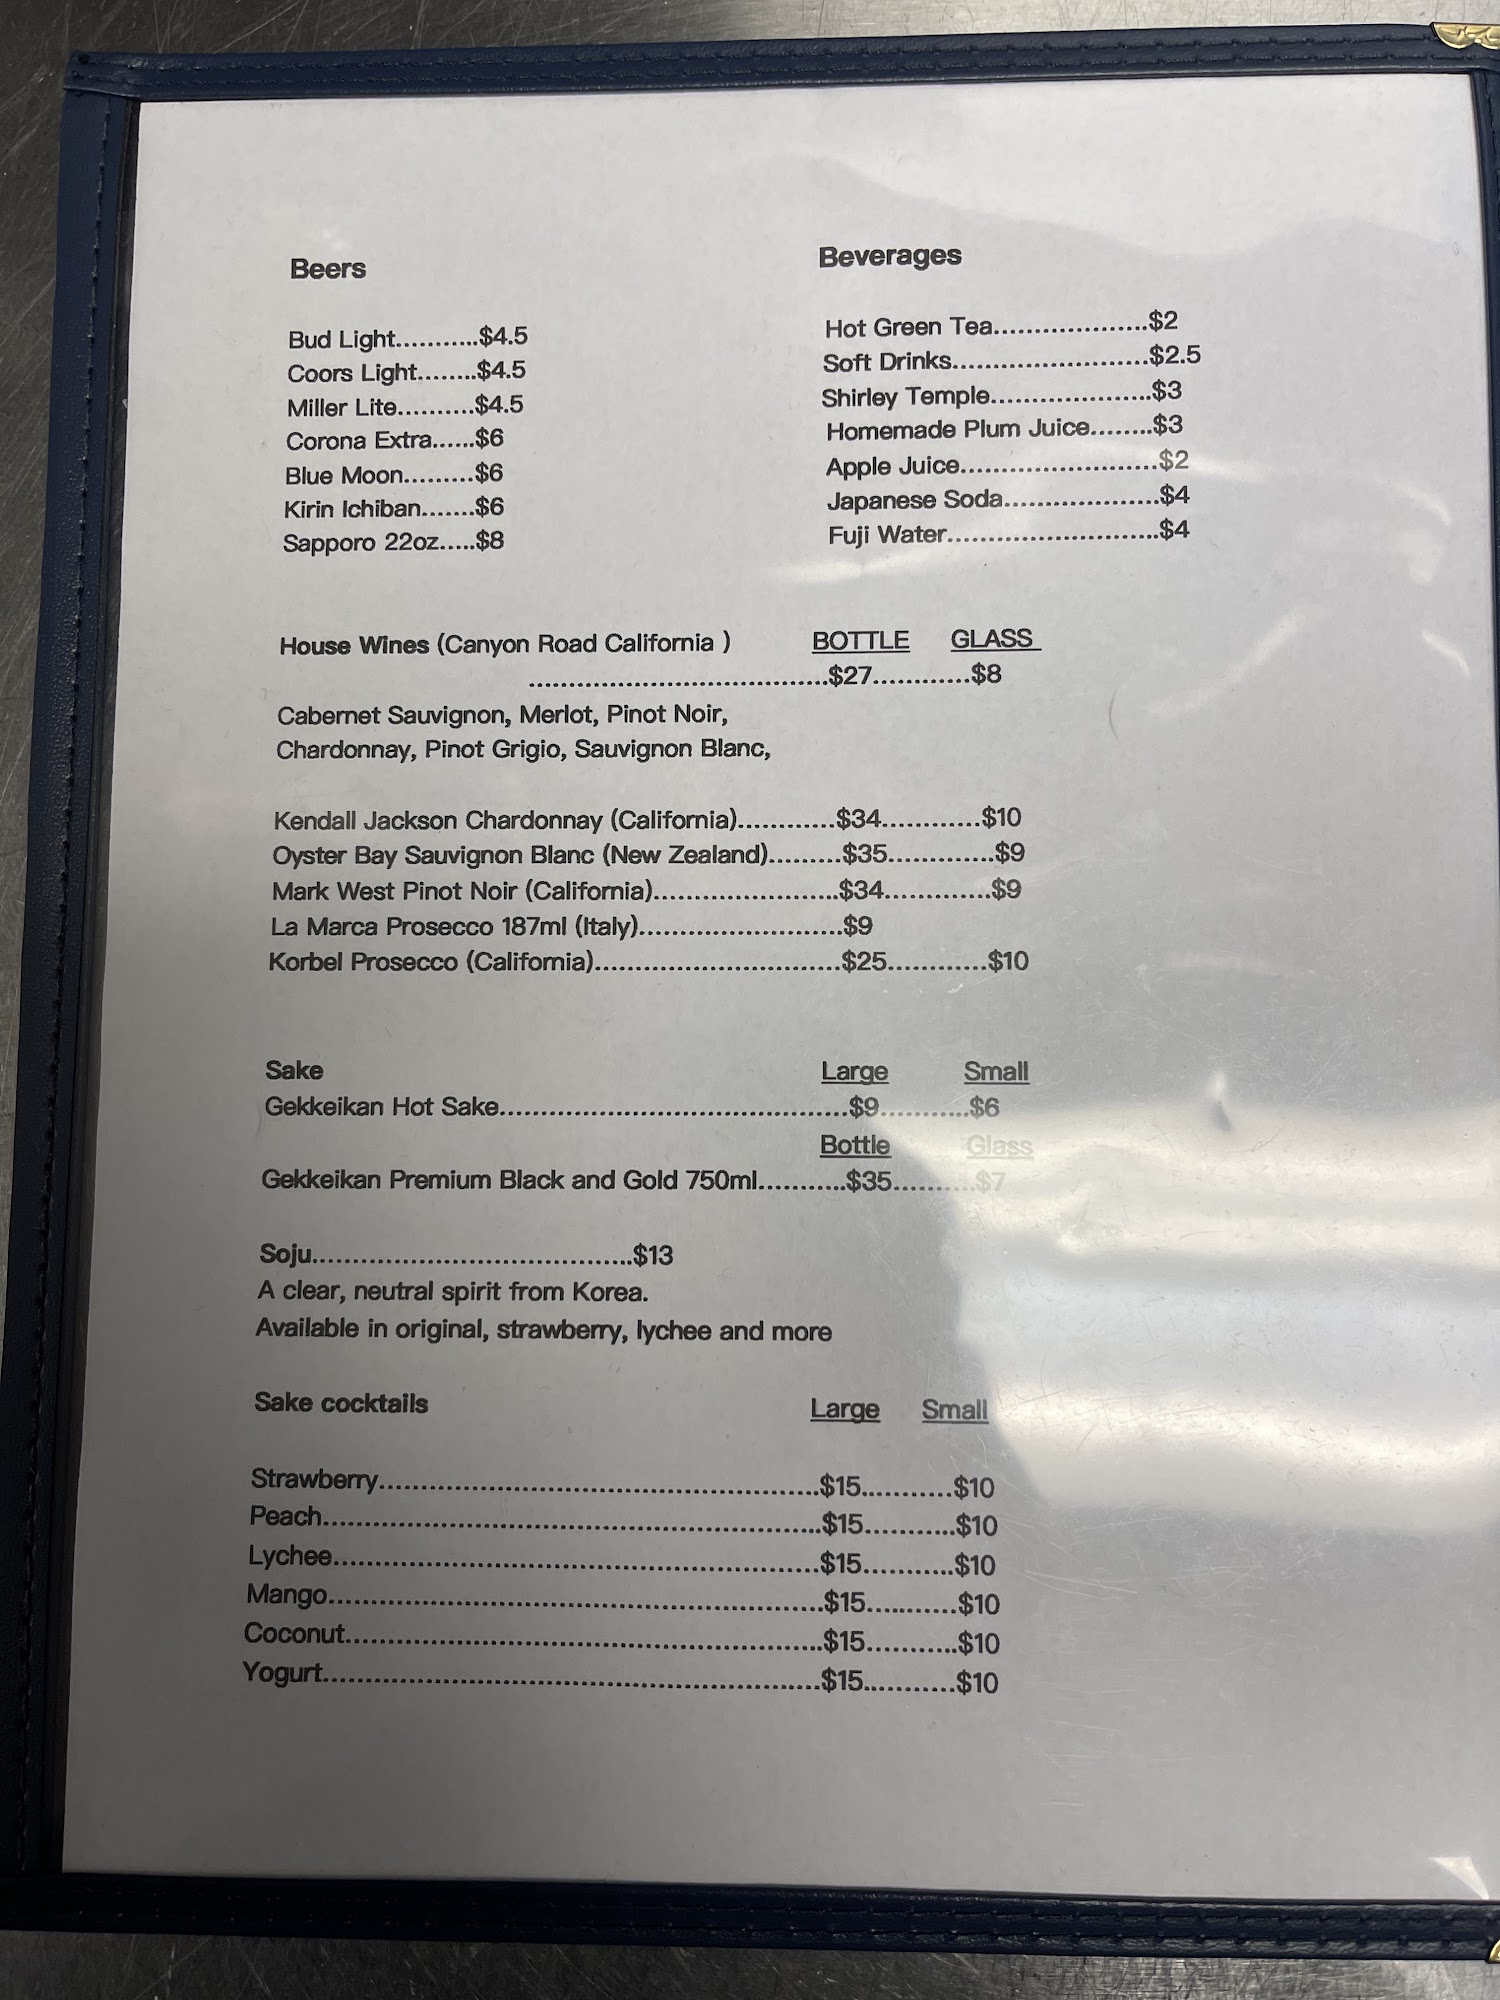 Beers
Bud Light...........$4.5
Coors Light........$4.5
Miller Lite..........$4.5
Corona Extra......$6
Blue Moon..........$6
Kirin Ichiban.......$6
Sapporo 22oz.....$8
Beverages
Hot Green Tea......................$2
Soft Drinks............................$2.5
Shirley Temple.......................$3
Homemade Plum Juice........$3
Apple Juice............................$2
Japanese Soda......................$4
Fuji Water..............................$4
House Wines (Canyon Road California ) BOTTLE GLASS
.....................................$27............$8
Cabernet Sauvignon, Merlot, Pinot Noir,
Chardonnay, Pinot Grigio, Sauvignon Blanc,
Kendall Jackson Chardonnay (California)............$34............$10
Oyster Bay Sauvignon Blanc (New Zealand).........$35.............$9
Mark West Pinot Noir (California).......................$34.............$9
La Marca Prosecco 187ml (Italy).........................$9
Korbel Prosecco (California)..............................$25............$10
Sake Large Small
Gekkeikan Hot Sake...........................................$9...........$6
Bottle Glass
Gekkeikan Premium Black and Gold 750ml...........$35..........$7
Soju.......................................$13
A clear, neutral spirit from Korea.
Available in original, strawberry, lychee and more
Sake cocktails Large Small
Strawberry......................................................$15...........$10
Peach.............................................................$15...........$10
Lychee...........................................................$15...........$10
Mango............................................................$15...........$10
Coconut..........................................................$15...........$10
Yogurt............................................................$15...........$10